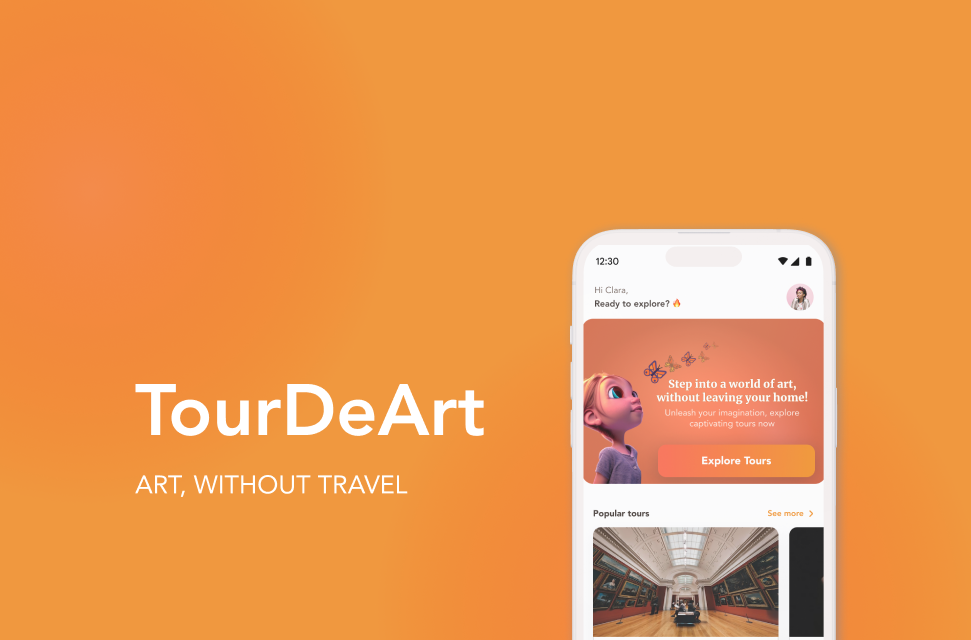 TourDeArt
ART, WITHOUT TRAVEL
12:30
Hi Clara,
Ready to explore? 🔥
Step into a world of art,
without leaving your home!
Unleash your imagination, explore
captivating tours now
Explore Tours
Popular tours
See more